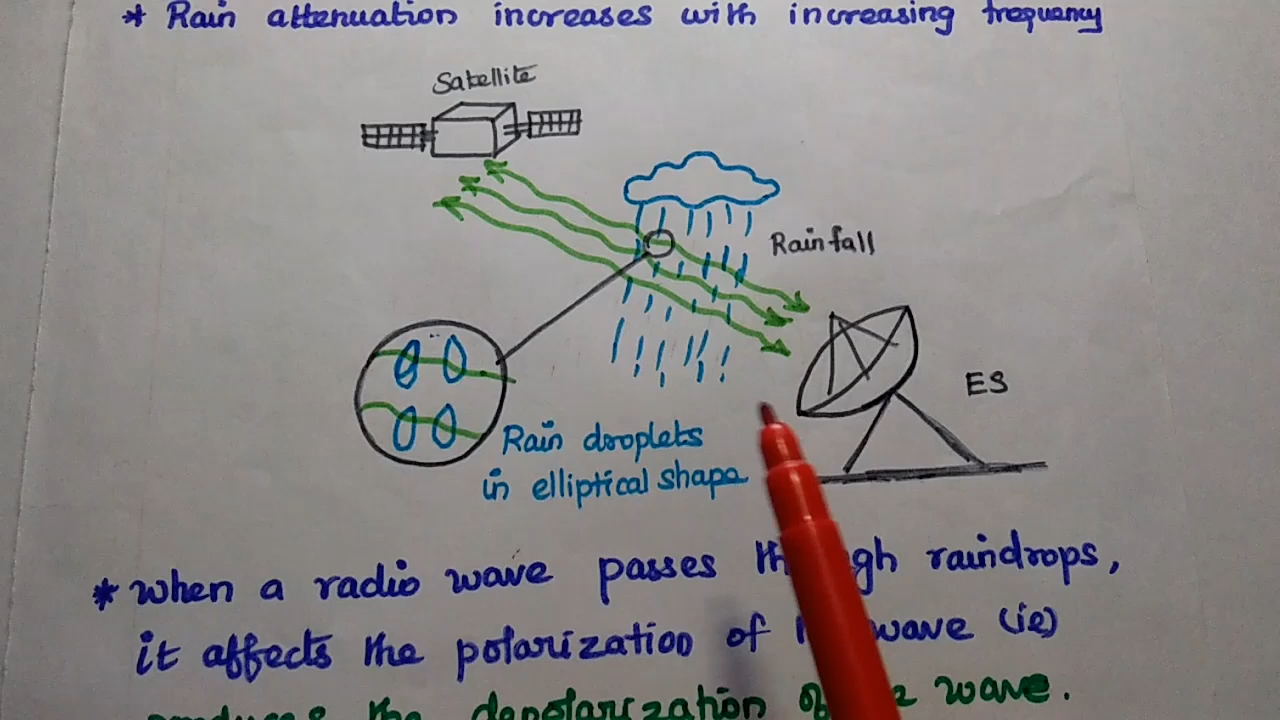 * Rain attenuation increases with increasing frequency
Satellite
Rainfall
ES
Rain droplets
in elliptical shape
* when a radio wave passes raindrops,
it affects the polarization of wave (ie)
the depolarization wave.